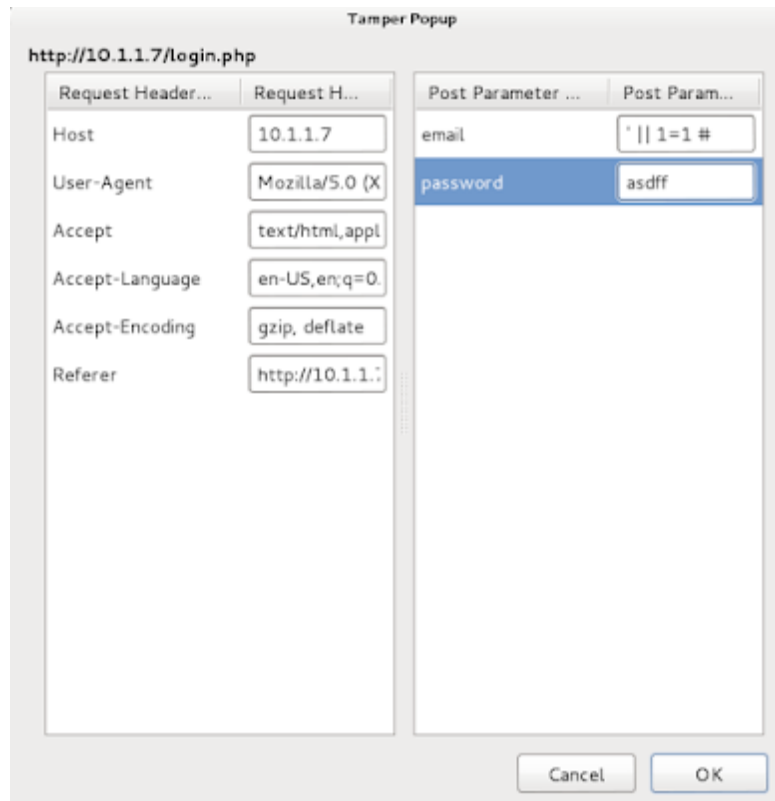 Tamper Popup
http://10.1.1.7/login.php
Request Header... Request H...
Host 10.1.1.7
User-Agent Mozilla/5.0 (X
Accept text/html,appl
Accept-Language en-US,en;q=0.
Accept-Encoding gzip, deflate
Referer http://10.1.1.
Post Parameter ... Post Param...
email ' || 1=1 #
password asdff
Cancel OK